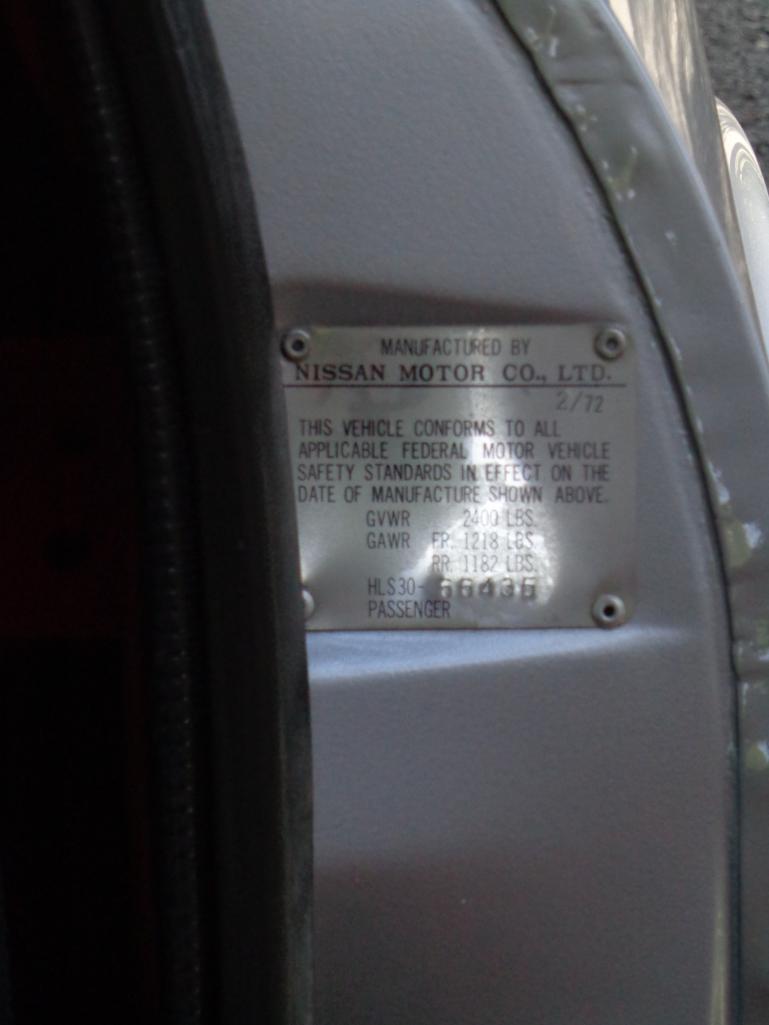 MANUFACTURED BY
NISSAN MOTOR CO., LTD.
2/72
THIS VEHICLE CONFORMS TO ALL
APPLICABLE FEDERAL MOTOR VEHICLE
SAFETY STANDARDS IN EFFECT ON THE
DATE OF MANUFACTURE SHOWN ABOVE.
GVWR 2400 LBS.
GAWR FR. 1218 LBS.
RR. 1182 LBS.
HLS30-
PASSENGER